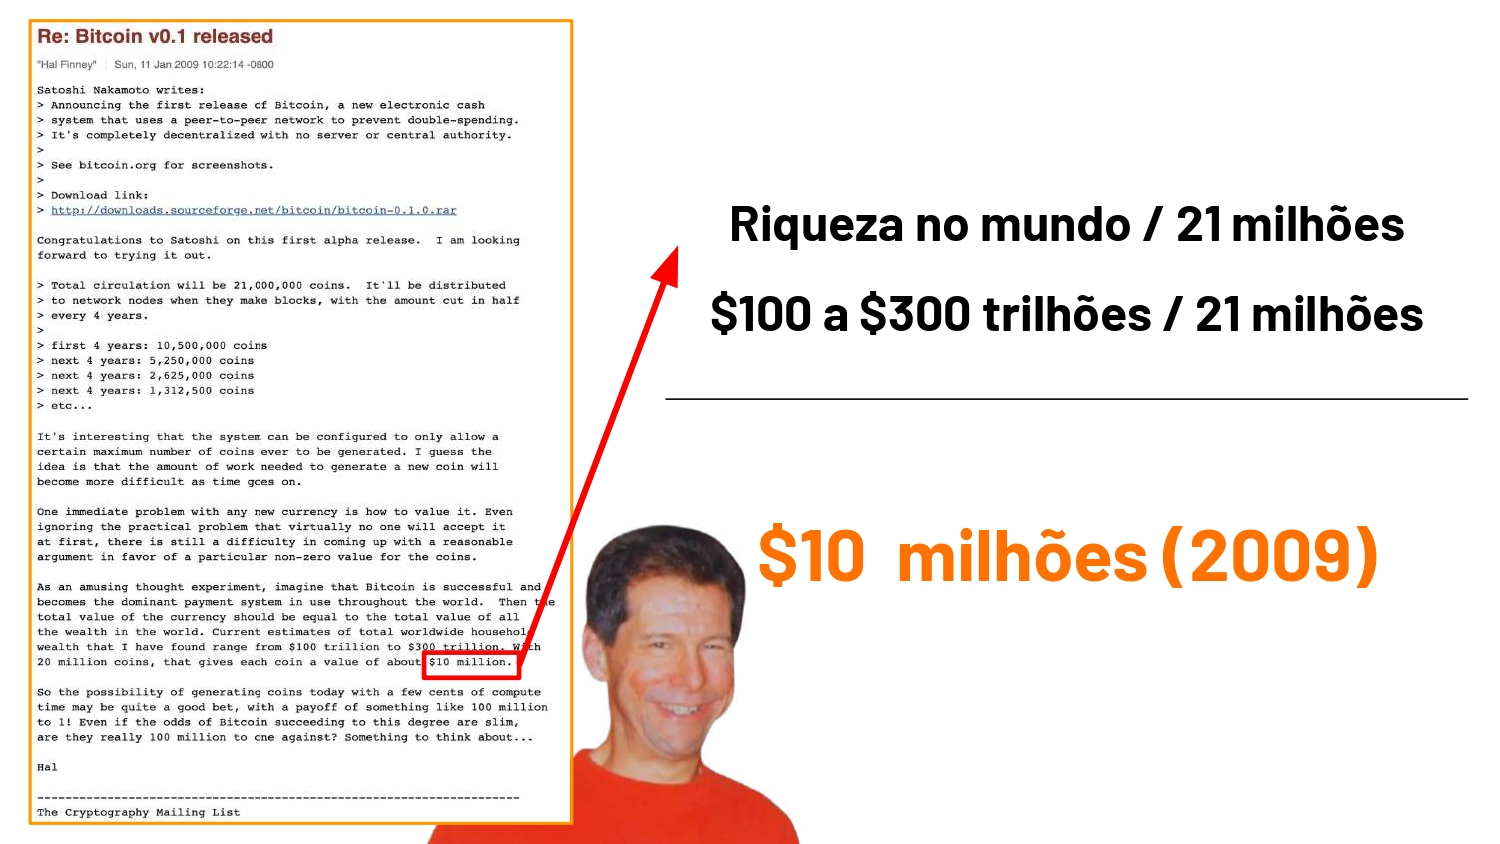 Re: Bitcoin v0.1 released
"Hal Finney" | Sun, 11 Jan 2009 10:22:14 -0800
Satoshi Nakamoto writes:
> Announcing the first release of Bitcoin, a new electronic cash
> system that uses a peer-to-peer network to prevent double-spending.
> It's completely decentralized with no server or central authority.
>
> See bitcoin.org for screenshots.
>
> Download link:
> http://downloads.sourceforge.net/bitcoin/bitcoin-0.1.0.rar
Congratulations to Satoshi on this first alpha release.  I am looking
forward to trying it out.
> Total circulation will be 21,000,000 coins.  It'll be distributed
> to network nodes when they make blocks, with the amount cut in half
> every 4 years.
>
> first 4 years: 10,500,000 coins
> next 4 years: 5,250,000 coins
> next 4 years: 2,625,000 coins
> next 4 years: 1,312,500 coins
> etc...
It's interesting that the system can be configured to only allow a
certain maximum number of coins ever to be generated. I guess the
idea is that the amount of work needed to generate a new coin will
become more difficult as time goes on.
One immediate problem with any new currency is how to value it. Even
ignoring the practical problem that virtually no one will accept it
at first, there is still a difficulty in coming up with a reasonable
argument in favor of a particular non-zero value for the coins.
As an amusing thought experiment, imagine that Bitcoin is successful and
becomes the dominant payment system in use throughout the world.  Then the
total value of the currency should be equal to the total value of all
the wealth in the world. Current estimates of total worldwide household
wealth that I have found range from $100 trillion to $300 trillion. With
20 million coins, that gives each coin a value of about $10 million.
So the possibility of generating coins today with a few cents of compute
time may be quite a good bet, with a payoff of something like 100 million
to 1! Even if the odds of Bitcoin succeeding to this degree are slim,
are they really 100 million to one against? Something to think about...
Hal
---------------------------------------------------------------------
The Cryptography Mailing List
Riqueza no mundo / 21 milhões
$100 a $300 trilhões / 21 milhões
$10 milhões (2009)